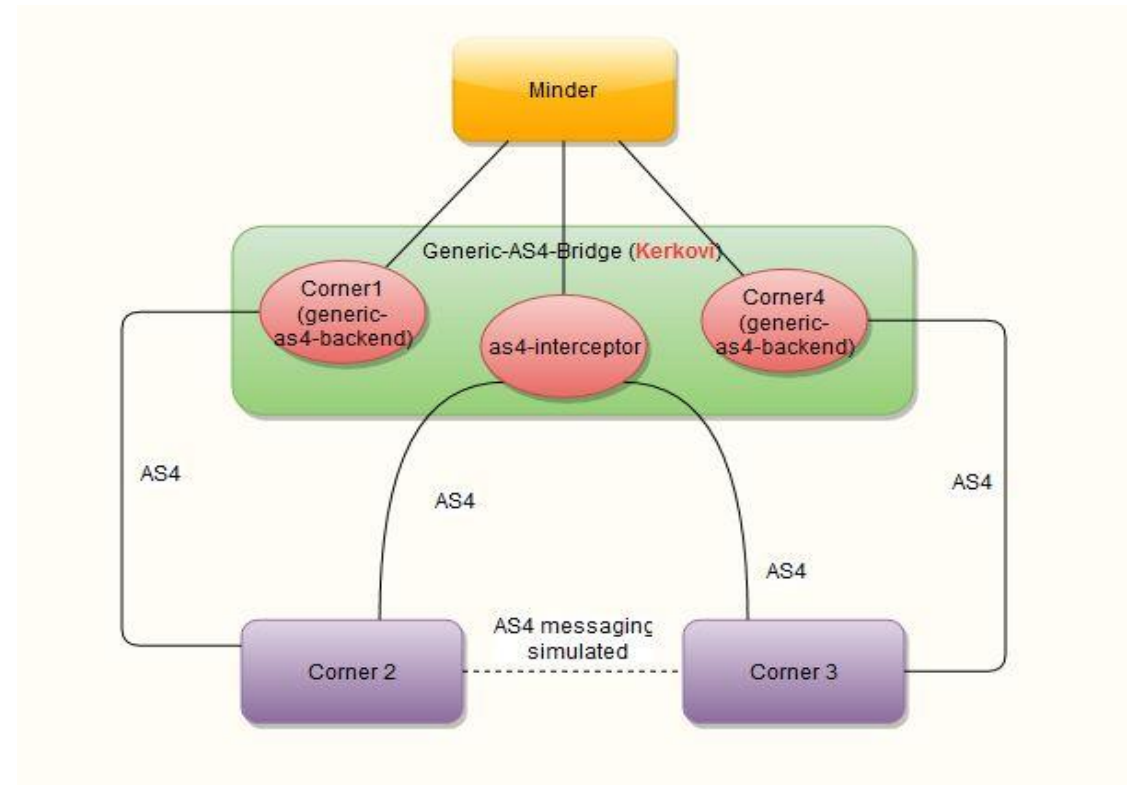 Minder
Generic-AS4-Bridge (Kerkovi)
Corner1
(generic-
as4-backend)
as4-interceptor
Corner4
(generic-
as4-backend)
AS4
AS4
AS4
AS4
AS4 messaging
simulated
Corner 2
Corner 3